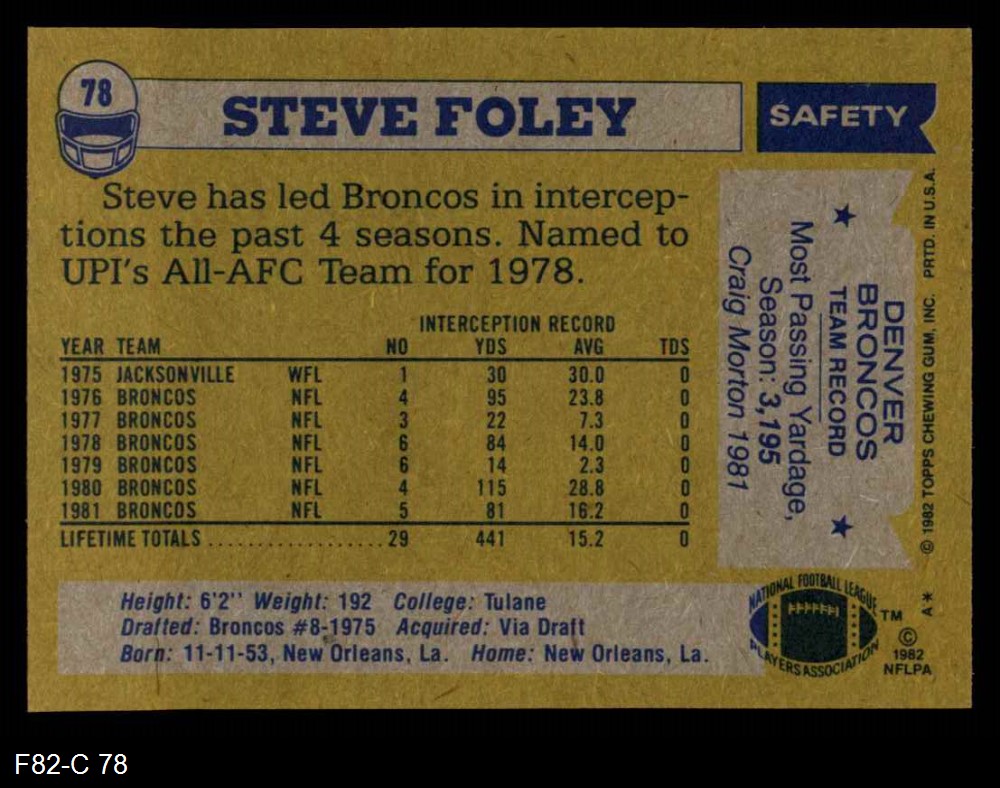 78
STEVE FOLEY
SAFETY
Steve has led Broncos in intercep-
tions the past 4 seasons. Named to
UPI's All-AFC Team for 1978.
INTERCEPTION RECORD
YEAR TEAM NO YDS AVG TDS
1975 JACKSONVILLE WFL 1 30 30.0 0
1976 BRONCOS NFL 4 95 23.8 0
1977 BRONCOS NFL 3 22 7.3 0
1978 BRONCOS NFL 6 84 14.0 0
1979 BRONCOS NFL 6 14 2.3 0
1980 BRONCOS NFL 4 115 28.8 0
1981 BRONCOS NFL 5 81 16.2 0
LIFETIME TOTALS ................. 29 441 15.2 0
DENVER
BRONCOS
TEAM RECORD
Most Passing Yardage,
Season: 3,195
Craig Morton 1981
© 1982 TOPPS CHEWING GUM, INC. PRTD. IN U.S.A.
Height: 6'2'' Weight: 192 College: Tulane
Drafted: Broncos #8-1975 Acquired: Via Draft
Born: 11-11-53, New Orleans, La. Home: New Orleans, La.
NATIONAL FOOTBALL LEAGUE
PLAYERS ASSOCIATION
TM
©
1982
NFLPA
A*
F82-C 78